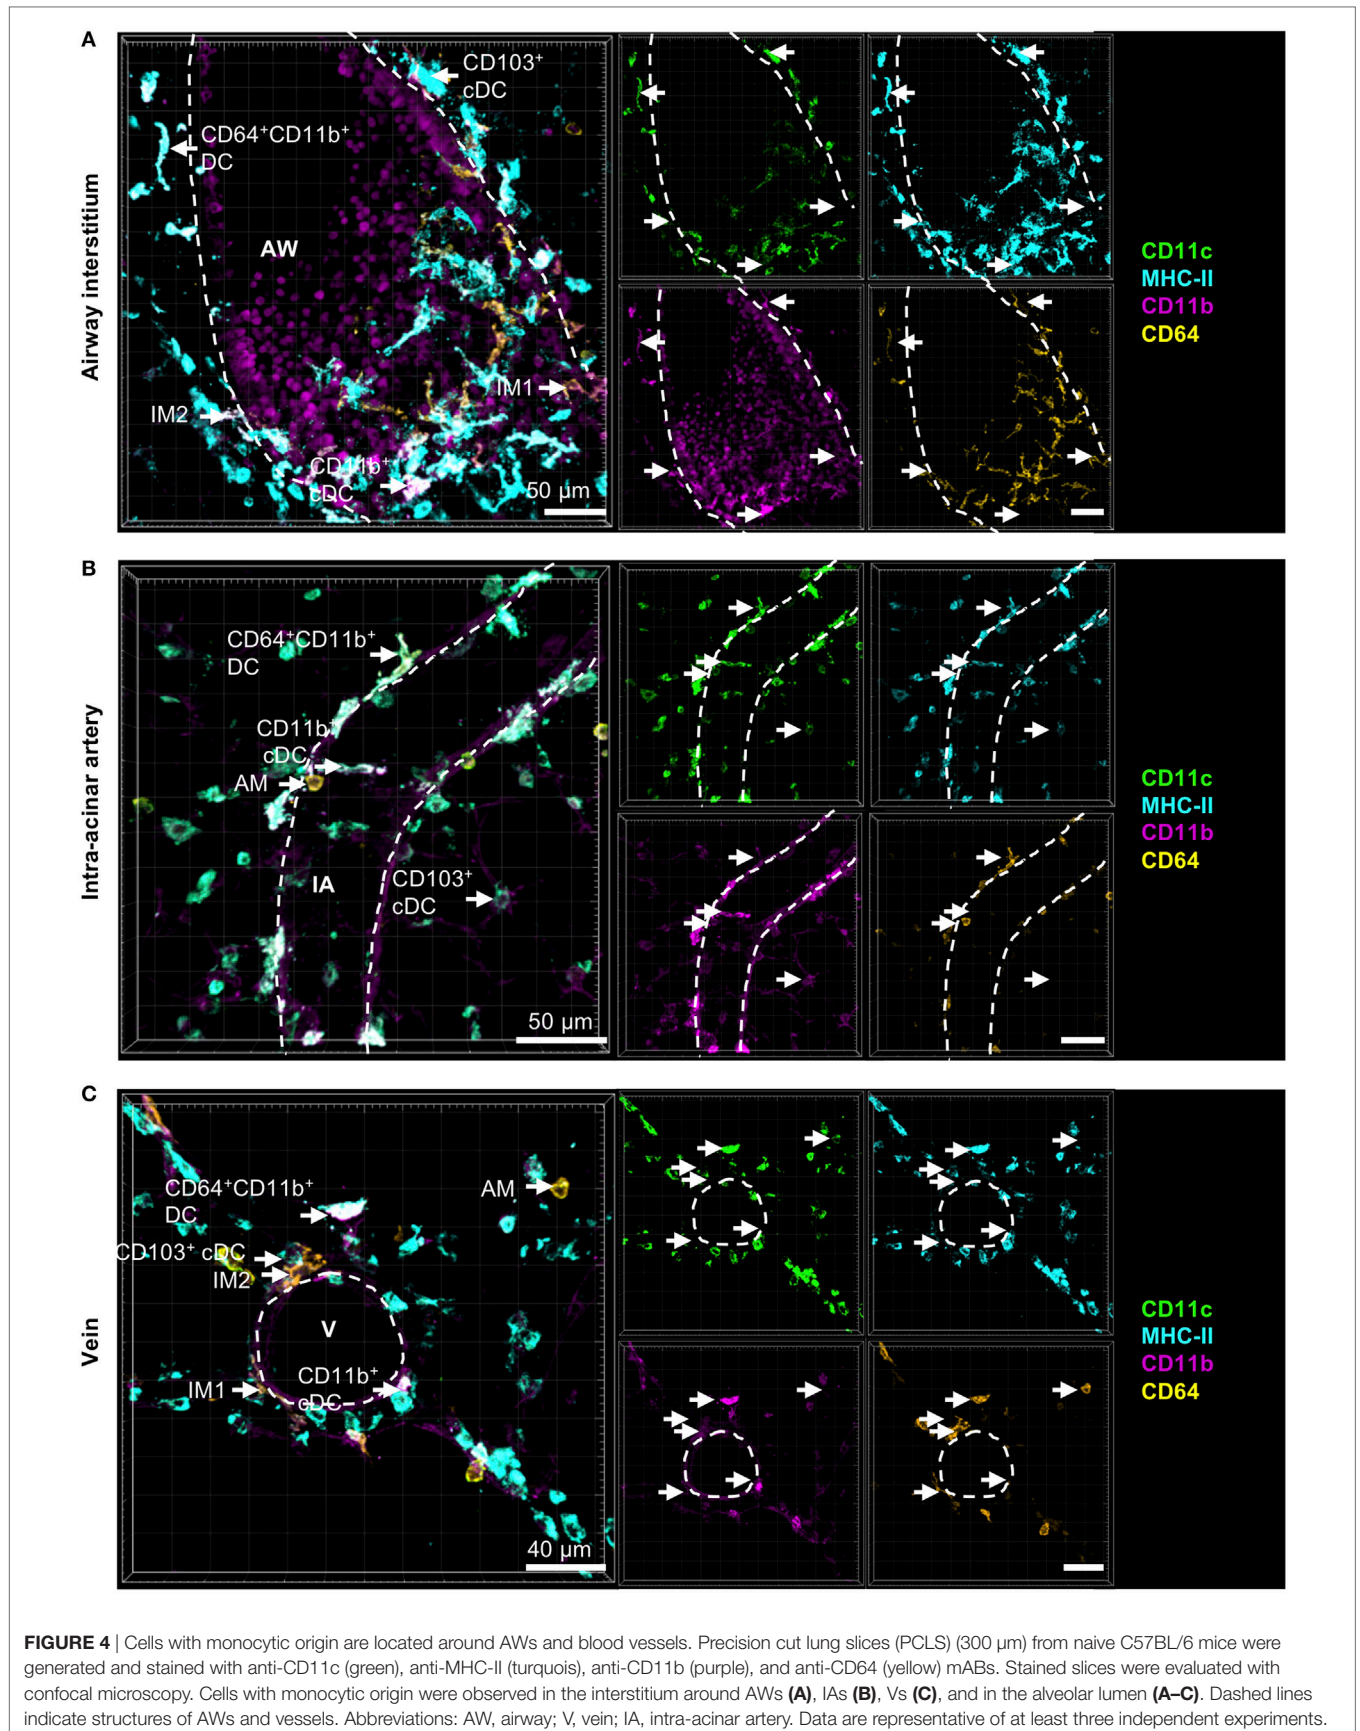 A
Airway interstitium
CD103⁺
cDC
CD64⁺CD11b⁺
DC
AW
IM1
IM2
CD11b⁺
cDC
50 µm
CD11c
MHC-II
CD11b
CD64
B
Intra-acinar artery
CD64⁺CD11b⁺
DC
CD11b⁺
cDC
AM
IA
CD103⁺
cDC
50 µm
CD11c
MHC-II
CD11b
CD64
C
Vein
CD64⁺CD11b⁺
DC
AM
CD103⁺ cDC
IM2
V
IM1
CD11b⁺
cDC
40 µm
CD11c
MHC-II
CD11b
CD64
FIGURE 4 | Cells with monocytic origin are located around AWs and blood vessels. Precision cut lung slices (PCLS) (300 µm) from naive C57BL/6 mice were
generated and stained with anti-CD11c (green), anti-MHC-II (turquois), anti-CD11b (purple), and anti-CD64 (yellow) mABs. Stained slices were evaluated with
confocal microscopy. Cells with monocytic origin were observed in the interstitium around AWs (A), IAs (B), Vs (C), and in the alveolar lumen (A–C). Dashed lines
indicate structures of AWs and vessels. Abbreviations: AW, airway; V, vein; IA, intra-acinar artery. Data are representative of at least three independent experiments.